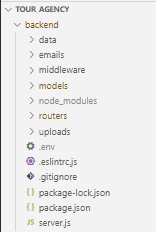 TOUR AGENCY
backend
data
emails
middleware
models
node_modules
routers
uploads
.env
.eslintrc.js
.gitignore
package-lock.json
package.json
JS server.js